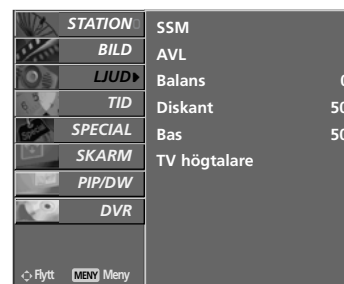 STATION
BILD
LJUD
TID
SPECIAL
SKARM
PIP/DW
DVR
Flytt MENY Meny
SSM
AVL
Balans 0
Diskant 50
Bas 50
TV högtalare